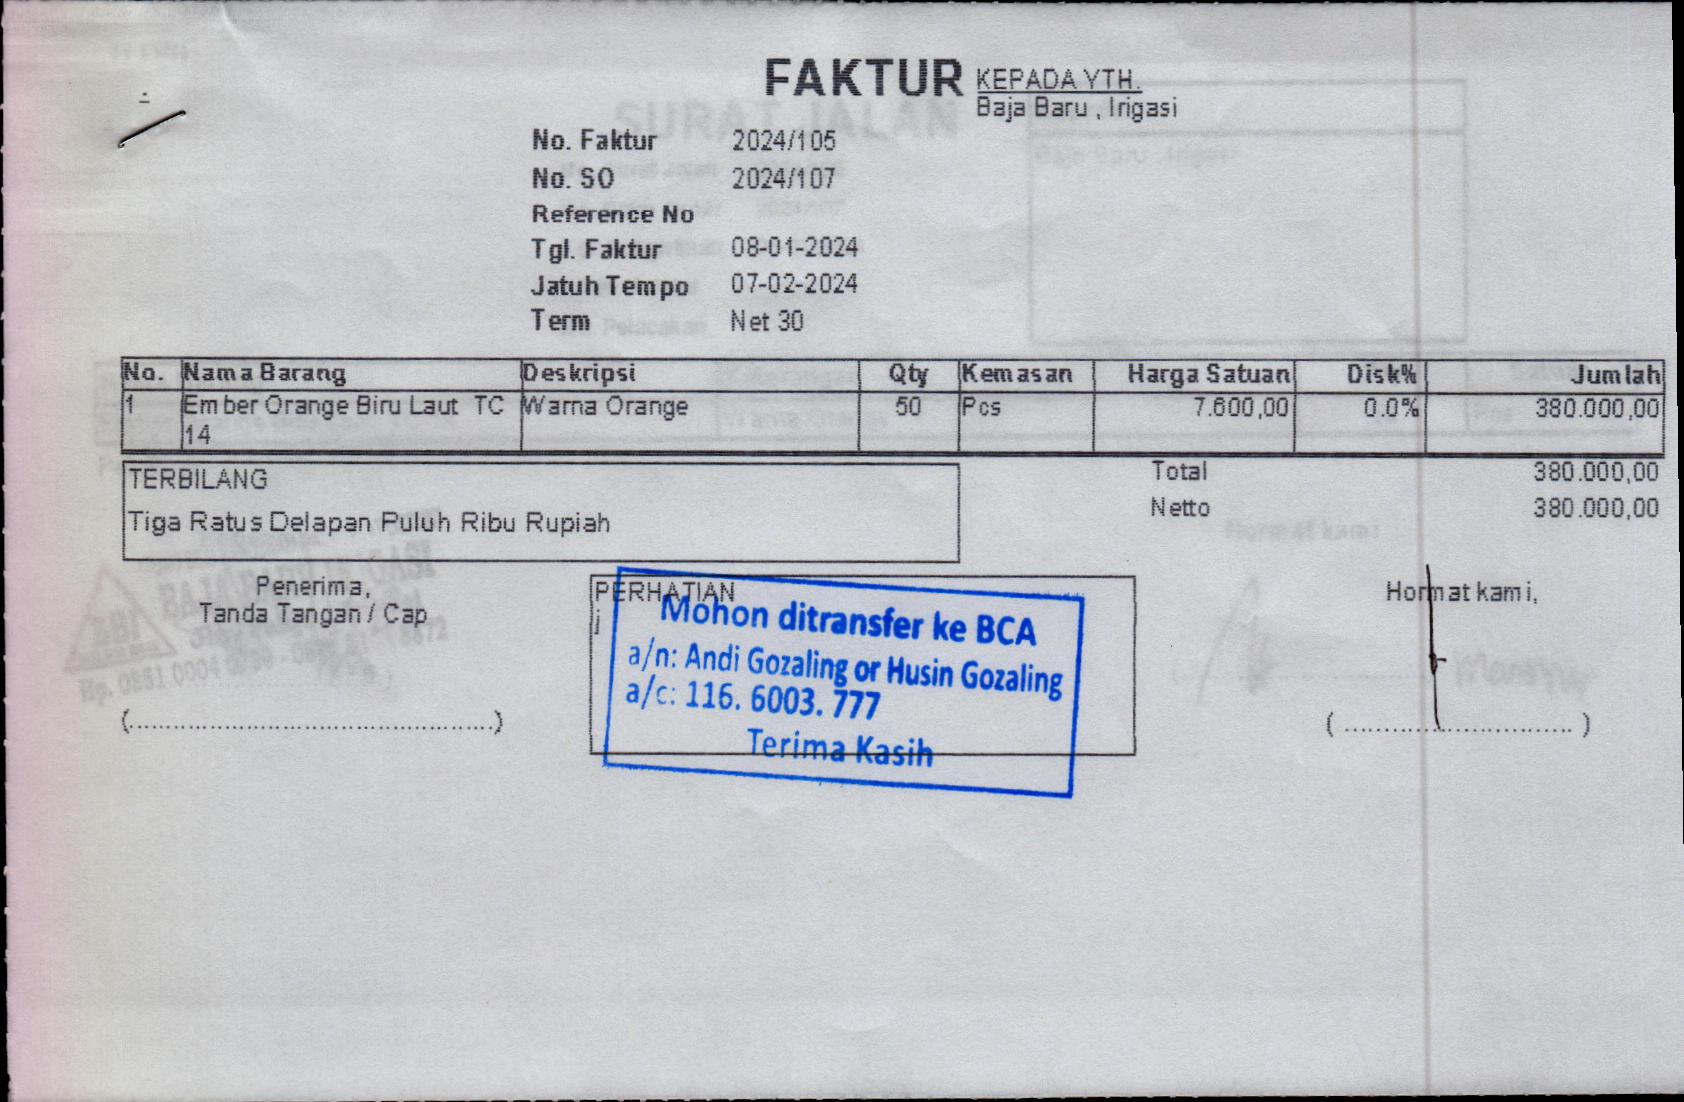 FAKTUR
KEPADA YTH.
Baja Baru , Irigasi
SURAT JALAN
No. Faktur 2024/105
No. SO 2024/107
Reference No
Tgl. Faktur 08-01-2024
Jatuh Tempo 07-02-2024
Term Net 30
No. Nama Barang Deskripsi Qty Kemasan Harga Satuan Disk% Jumlah
1 Ember Orange Biru Laut TC Warna Orange 50 Pcs 7.600,00 0.0% 380.000,00
14
Total 380.000,00
Netto 380.000,00
TERBILANG
Tiga Ratus Delapan Puluh Ribu Rupiah
Penerima,
Tanda Tangan / Cap
(............................................)
PERHATIAN
j
Mohon ditransfer ke BCA
a/n: Andi Gozaling or Husin Gozaling
a/c: 116. 6003. 777
Terima Kasih
Hormat kami,
( ............................ )